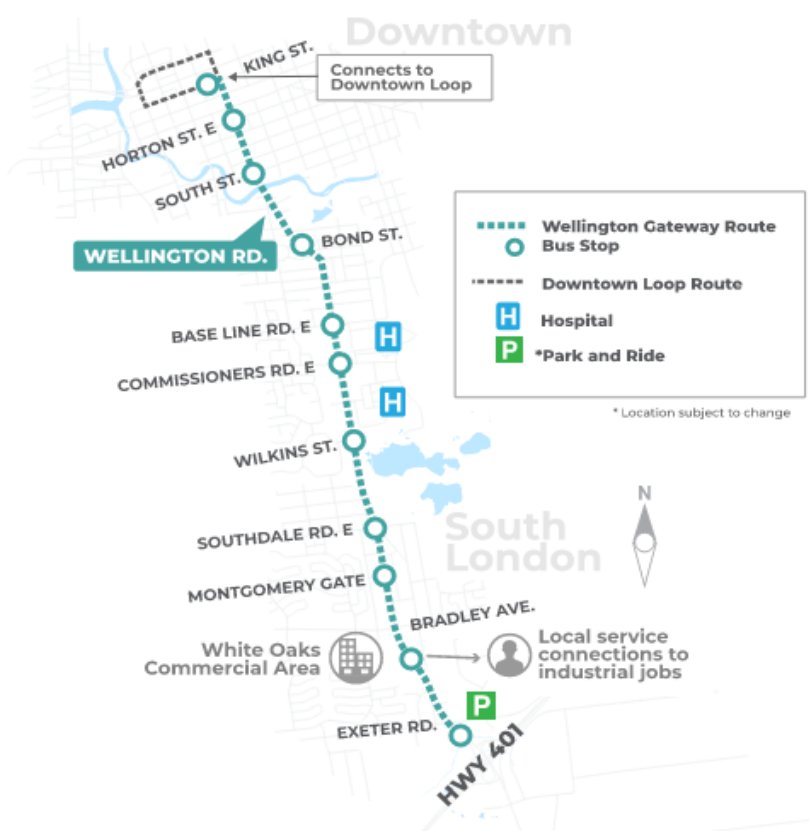 Downtown
KING ST.
Connects to
Downtown Loop
HORTON ST. E
SOUTH ST.
WELLINGTON RD.
BOND ST.
Wellington Gateway Route
Bus Stop
Downtown Loop Route
H
Hospital
P
*Park and Ride
* Location subject to change
BASE LINE RD. E
H
COMMISSIONERS RD. E
H
WILKINS ST.
N
SOUTHDALE RD. E
South
London
MONTGOMERY GATE
BRADLEY AVE.
White Oaks
Commercial Area
Local service
connections to
industrial jobs
P
EXETER RD.
HWY 401